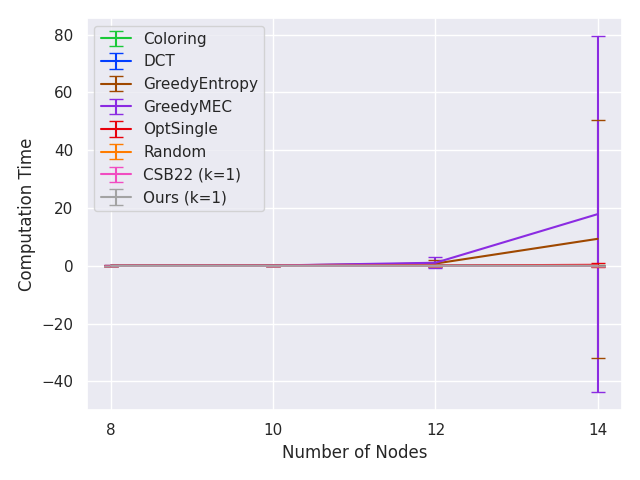 Coloring
DCT
GreedyEntropy
GreedyMEC
OptSingle
Random
CSB22 (k=1)
Ours (k=1)
Computation Time
80
60
40
20
0
−20
−40
8 10 12 14
Number of Nodes